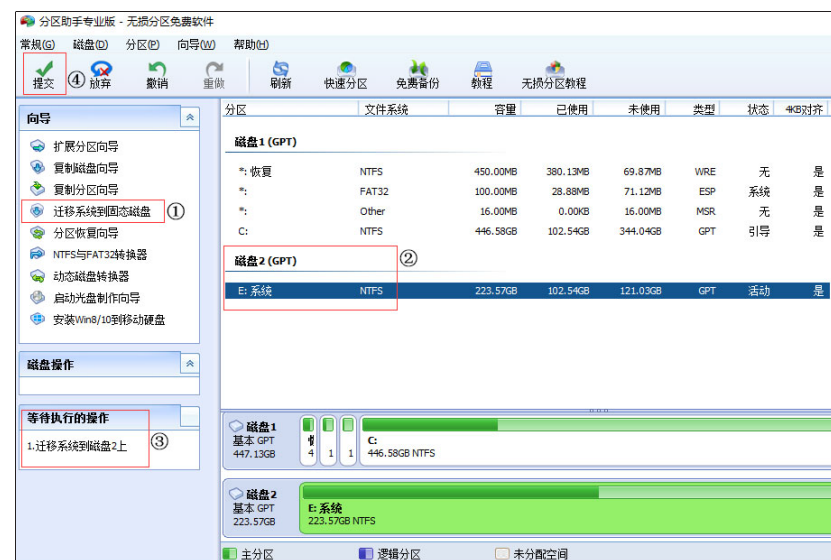 分区助手专业版 - 无损分区免费软件
常规(G) 磁盘(D) 分区(P) 向导(W) 帮助(H)
提交 ④ 放弃 撤销 重做 刷新 快速分区 免费备份 教程 无损分区教程
向导
扩展分区向导
复制磁盘向导
复制分区向导
迁移系统到固态磁盘 ①
分区恢复向导
NTFS与FAT32转换器
动态磁盘转换器
启动光盘制作向导
安装Win8/10到移动硬盘
磁盘操作
等待执行的操作
1.迁移系统到磁盘2上 ③
分区 文件系统 容量 已使用 未使用 类型 状态 4KB对齐
磁盘1 (GPT)
*: 恢复 NTFS 450.00MB 380.13MB 69.87MB WRE 无 是
*: FAT32 100.00MB 28.88MB 71.12MB ESP 系统 是
*: Other 16.00MB 0.00KB 16.00MB MSR 无 是
C: NTFS 446.58GB 102.54GB 344.04GB GPT 引导 是
磁盘2 (GPT) ②
E: 系统 NTFS 223.57GB 102.54GB 121.03GB GPT 活动 是
磁盘1
基本 GPT
447.13GB
4 1 1
C:
446.58GB NTFS
磁盘2
基本 GPT
223.57GB
E: 系统
223.57GB NTFS
主分区 逻辑分区 未分配空间